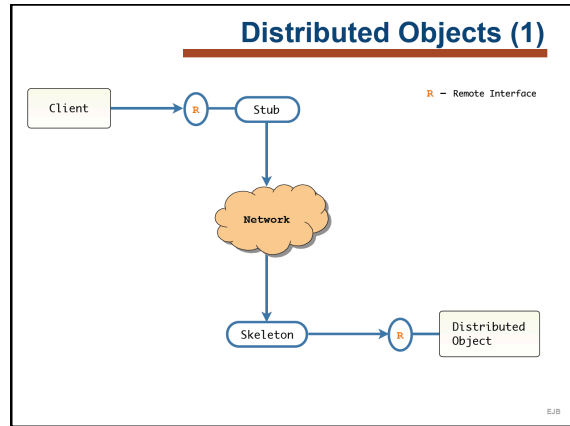 Distributed Objects (1)
R - Remote Interface
Client
R
Stub
Network
Skeleton
R
Distributed
Object
EJB